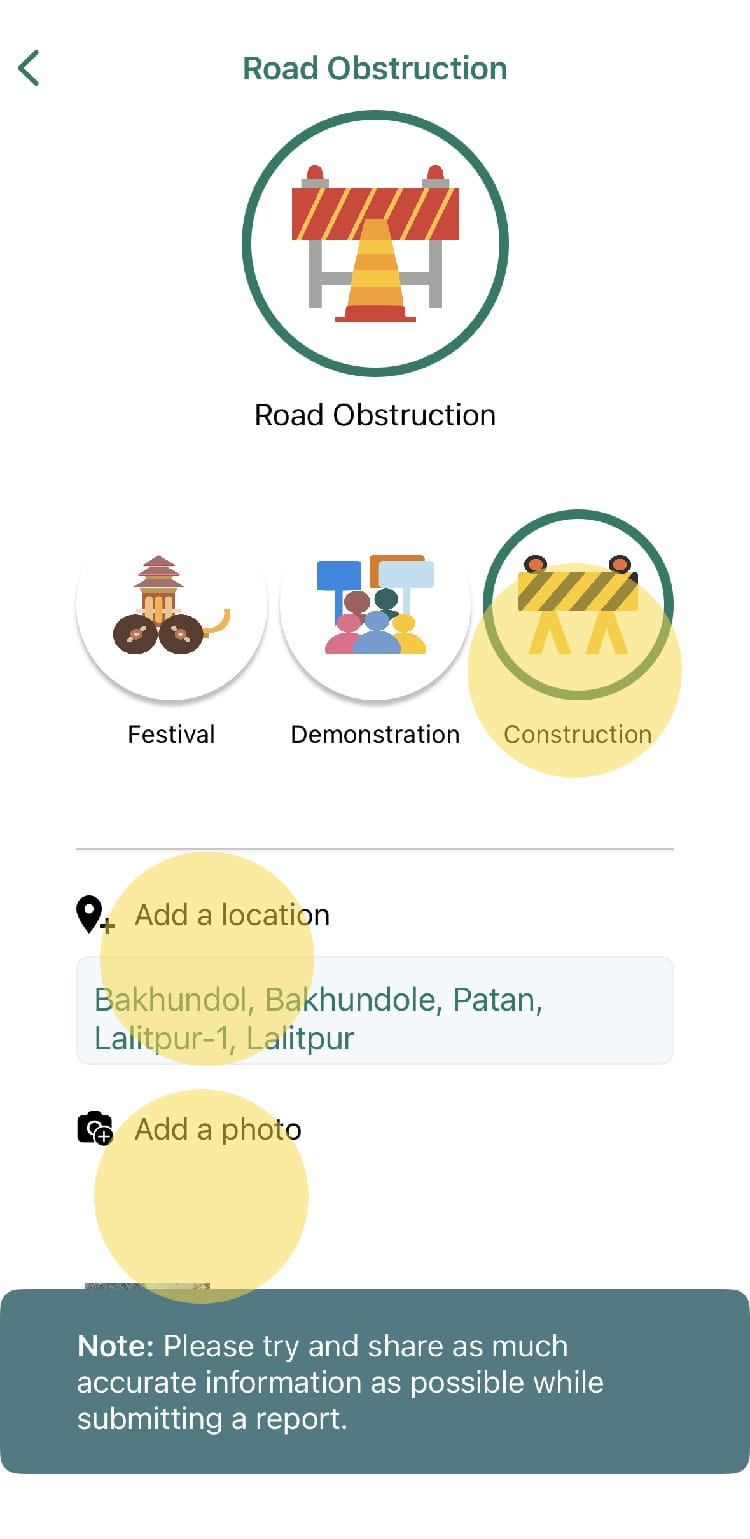 Road Obstruction
Road Obstruction
Festival
Demonstration
Construction
Add a location
Bakhundol, Bakhundole, Patan,
Lalitpur-1, Lalitpur
Add a photo
Note: Please try and share as much
accurate information as possible while
submitting a report.